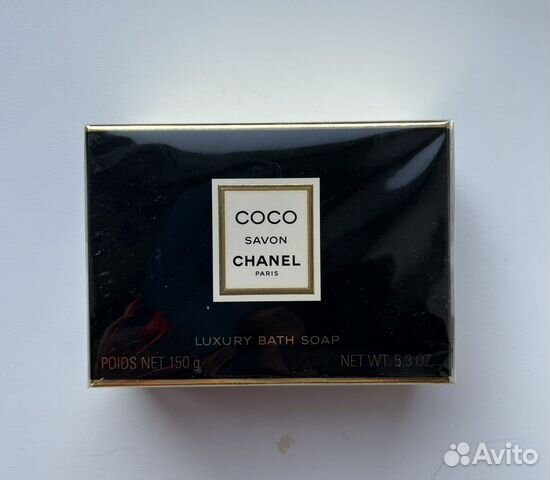 COCO
SAVON
CHANEL
PARIS
LUXURY BATH SOAP
POIDS NET 150 g NET WT. 5.3 OZ.
Avito